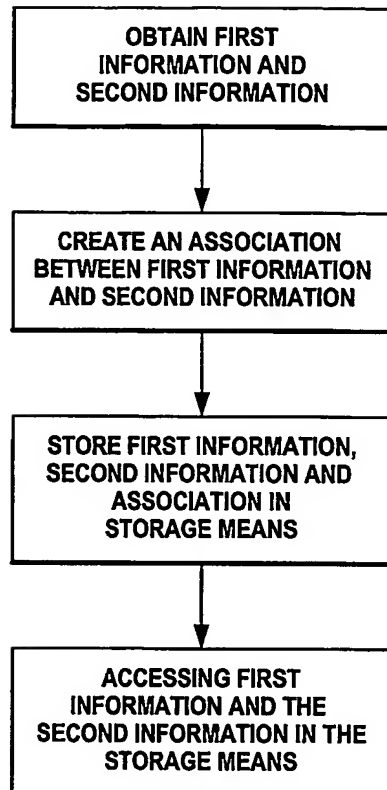 OBTAIN FIRST
INFORMATION AND
SECOND INFORMATION
CREATE AN ASSOCIATION
BETWEEN FIRST INFORMATION
AND SECOND INFORMATION
STORE FIRST INFORMATION,
SECOND INFORMATION AND
ASSOCIATION IN
STORAGE MEANS
ACCESSING FIRST
INFORMATION AND THE
SECOND INFORMATION IN THE
STORAGE MEANS